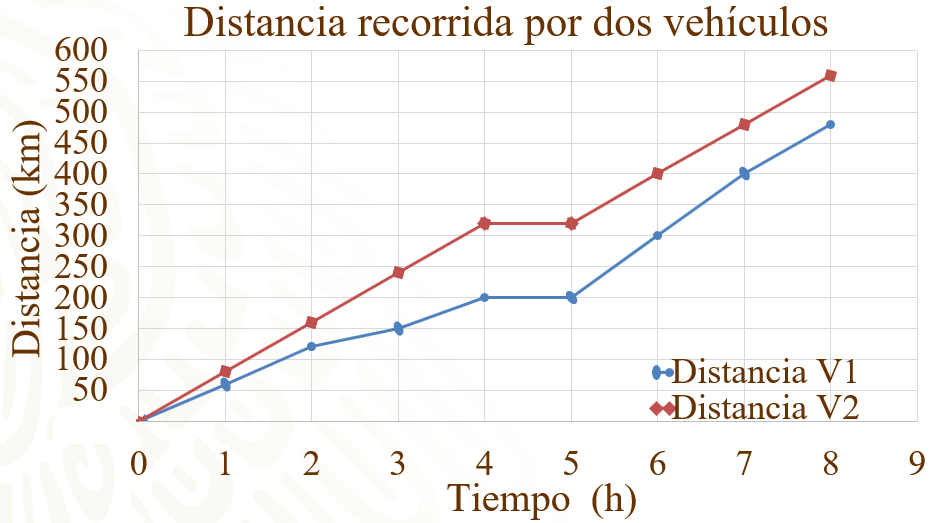 Distancia recorrida por dos vehículos
600
550
500
450
400
350
300
250
200
150
100
50
Distancia (km)
Distancia V1
Distancia V2
0 1 2 3 4 5 6 7 8 9
Tiempo (h)